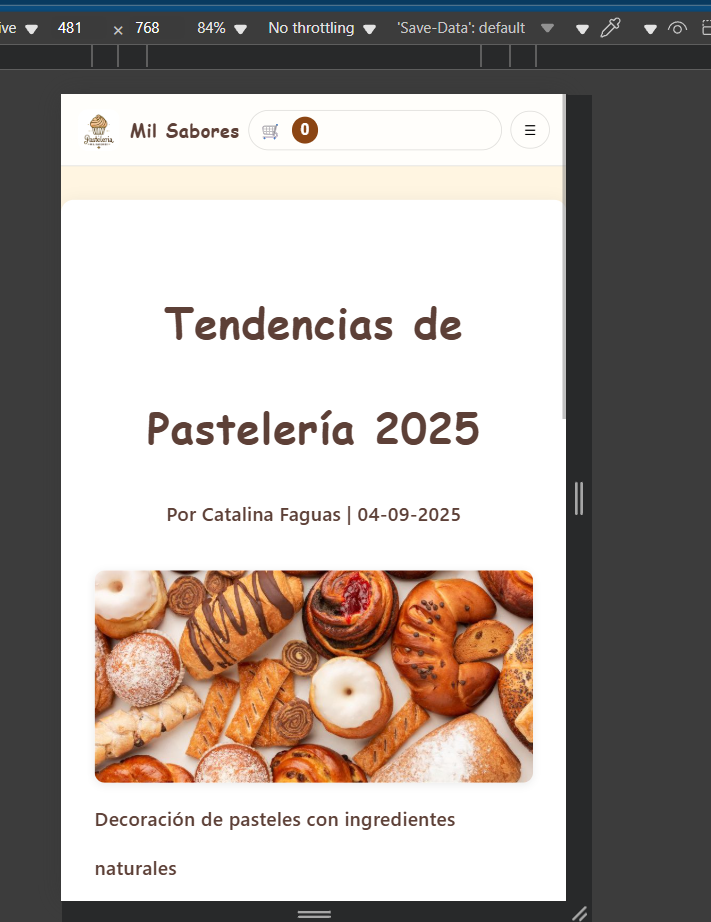 ive 481 × 768 84% No throttling 'Save-Data': default
Pastelería
Mil Sabores 0
Tendencias de
Pastelería 2025
Por Catalina Faguas | 04-09-2025
Decoración de pasteles con ingredientes
naturales